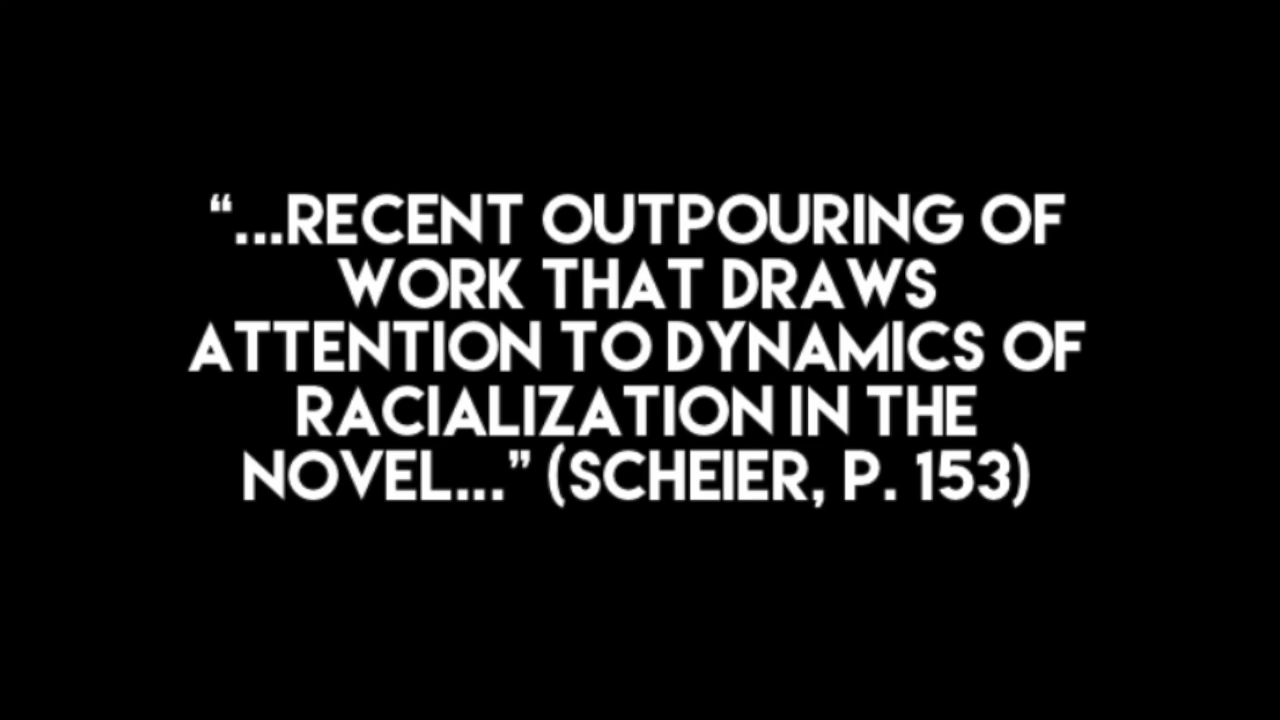 “...RECENT OUTPOURING OF
WORK THAT DRAWS
ATTENTION TO DYNAMICS OF
RACIALIZATION IN THE
NOVEL...” (SCHEIER, P. 153)